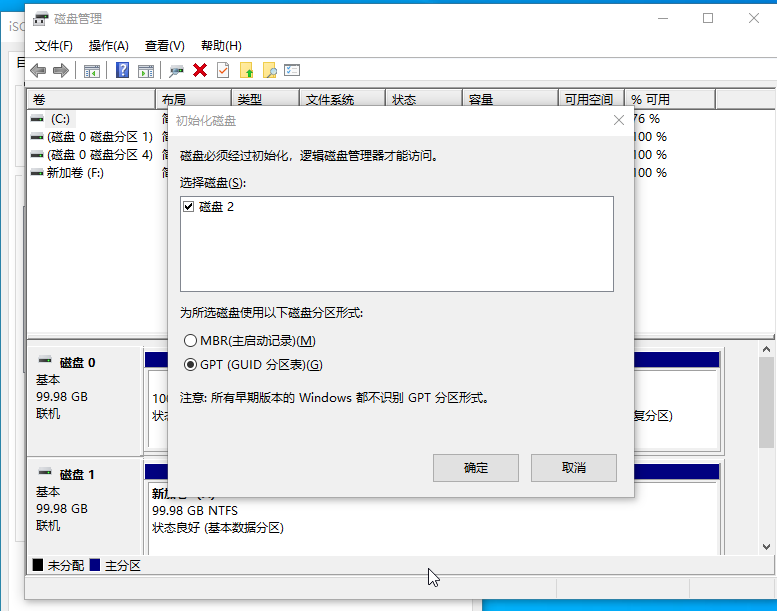 iSC
磁盘管理
文件(F) 操作(A) 查看(V) 帮助(H)
卷 布局 类型 文件系统 状态 容量 可用空间 % 可用
(C:) 76 %
(磁盘 0 磁盘分区 1) 100 %
(磁盘 0 磁盘分区 4) 100 %
新加卷 (F:) 100 %
初始化磁盘
磁盘必须经过初始化，逻辑磁盘管理器才能访问。
选择磁盘(S):
磁盘 2
为所选磁盘使用以下磁盘分区形式:
MBR(主启动记录)(M)
GPT (GUID 分区表)(G)
注意: 所有早期版本的 Windows 都不识别 GPT 分区形式。
确定 取消
磁盘 0
基本
99.98 GB
联机
复分区)
磁盘 1
基本
99.98 GB
联机
新加卷
99.98 GB NTFS
状态良好 (基本数据分区)
未分配 主分区